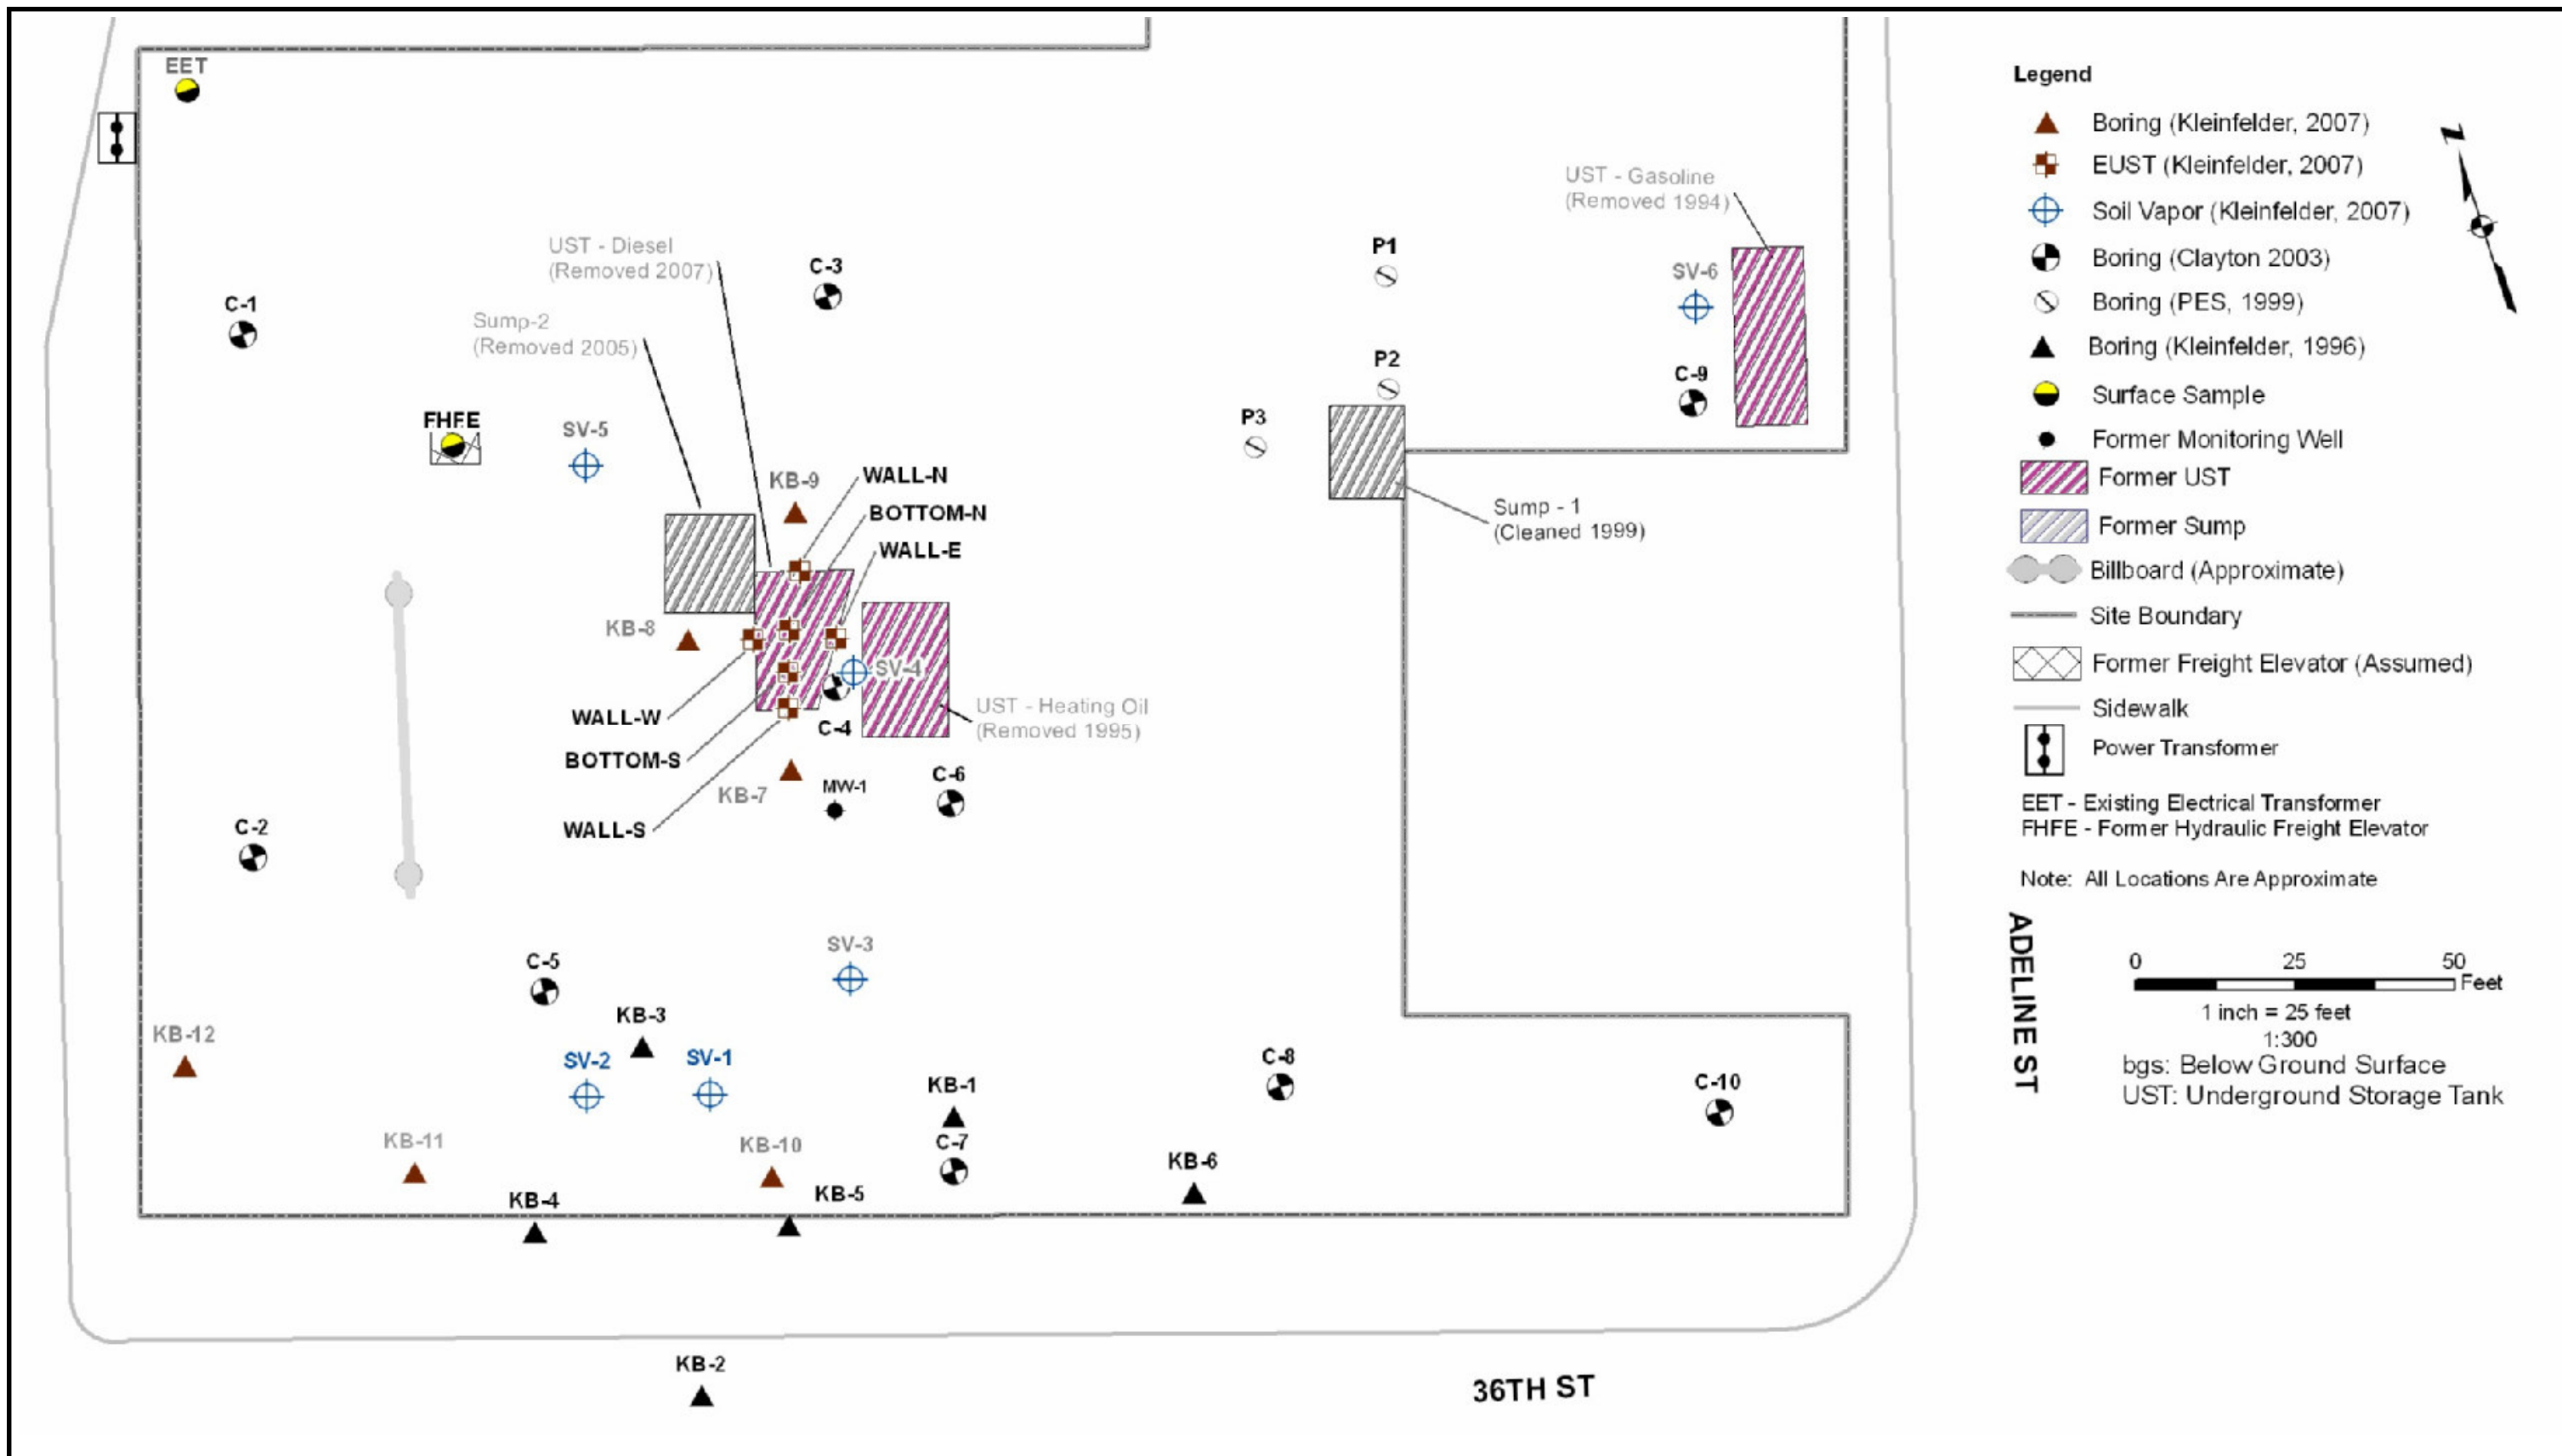 EET
Legend
Boring (Kleinfelder, 2007)
EUST (Kleinfelder, 2007)
Soil Vapor (Kleinfelder, 2007)
Boring (Clayton 2003)
Boring (PES, 1999)
Boring (Kleinfelder, 1996)
Surface Sample
Former Monitoring Well
Former UST
Former Sump
Billboard (Approximate)
Site Boundary
Former Freight Elevator (Assumed)
Sidewalk
Power Transformer
EET - Existing Electrical Transformer
FHFE - Former Hydraulic Freight Elevator
Note: All Locations Are Approximate
Z
UST - Gasoline
(Removed 1994)
UST - Diesel
(Removed 2007)
C-3
P1
SV-6
C-1
Sump-2
(Removed 2005)
P2
C-9
FHFE
SV-5
P3
KB-9
WALL-N
BOTTOM-N
WALL-E
Sump - 1
(Cleaned 1999)
KB-8
SV-4
WALL-W
BOTTOM-S
WALL-S
C-4
UST - Heating Oil
(Removed 1995)
KB-7
MW-1
C-6
C-2
SV-3
C-5
KB-3
KB-12
SV-2
SV-1
KB-1
C-8
C-10
KB-11
KB-10
C-7
KB-6
KB-4
KB-5
KB-2
36TH ST
ADELINE ST
0 25 50
Feet
1 inch = 25 feet
1:300
bgs: Below Ground Surface
UST: Underground Storage Tank